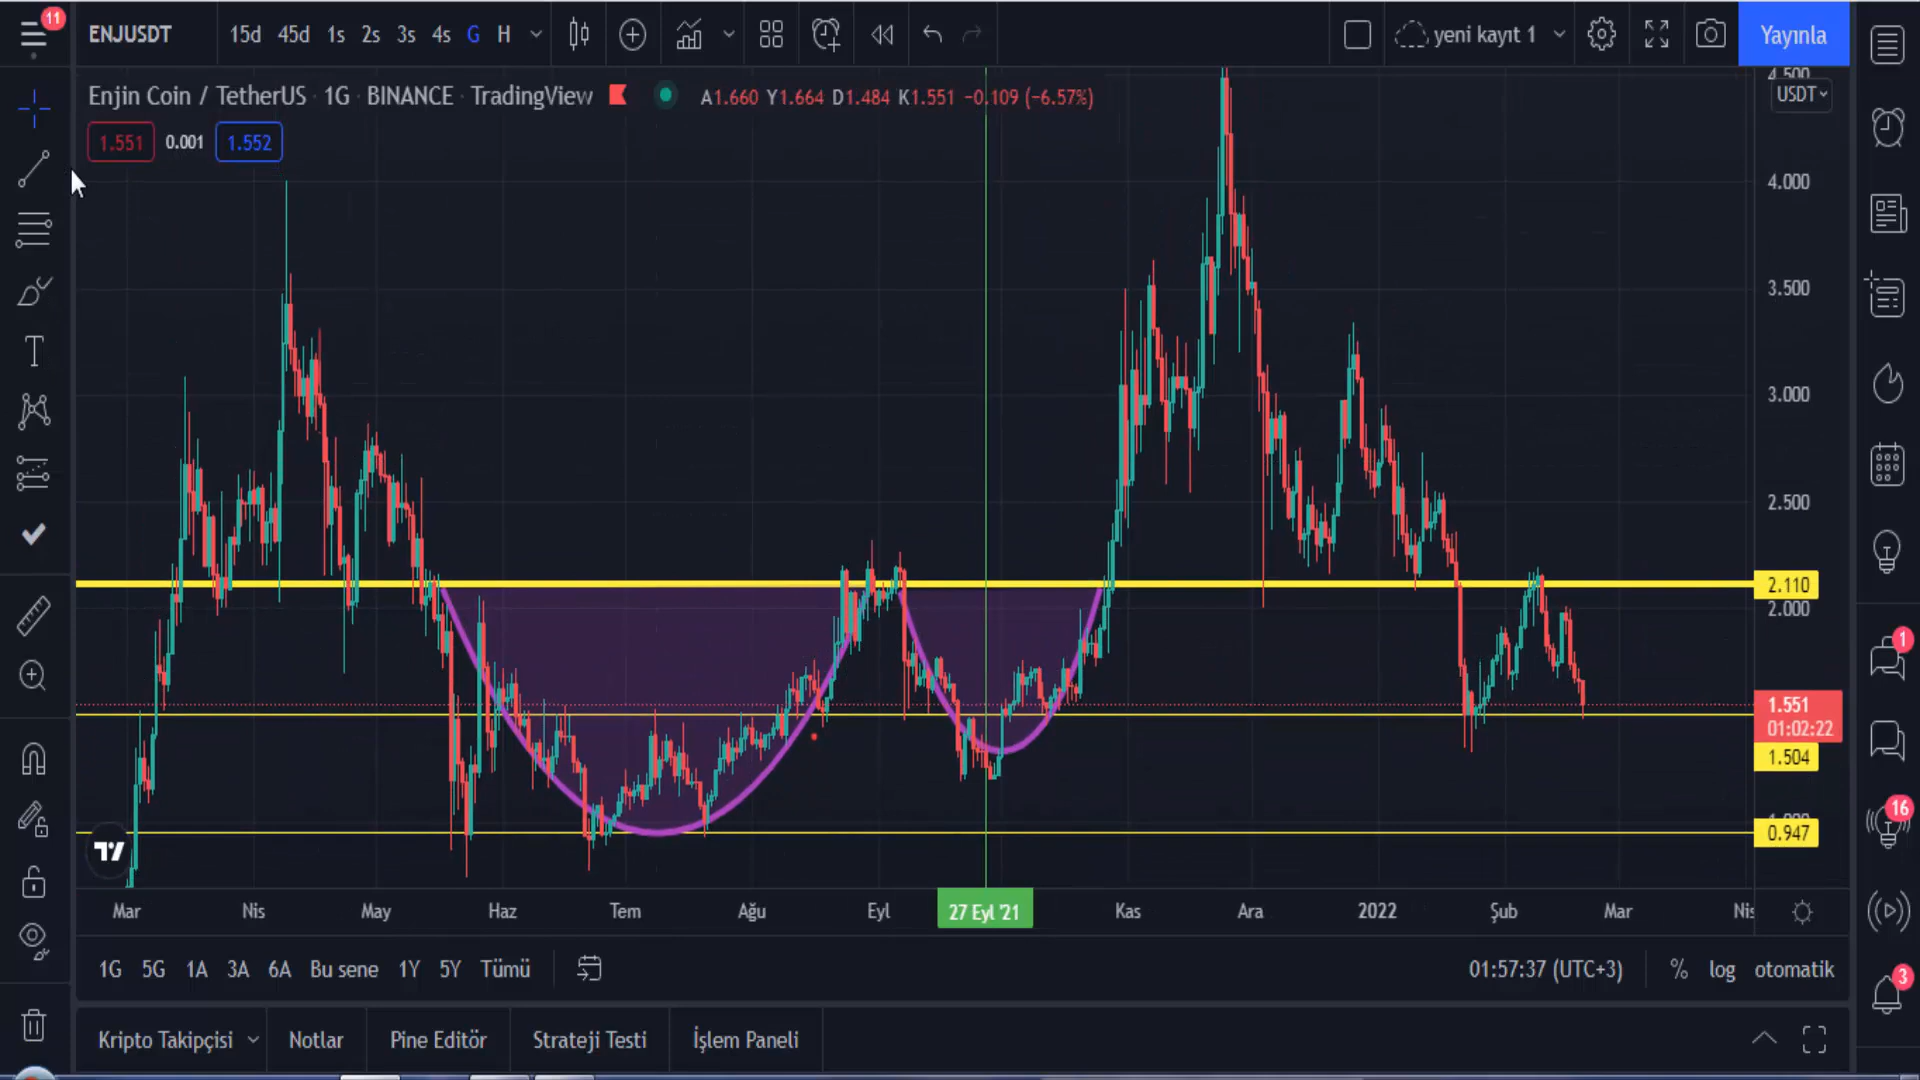 11
ENJUSDT 15d 45d 1s 2s 3s 4s G H yeni kayıt 1 Yayınla
Enjin Coin / TetherUS · 1G · BINANCE · TradingView A1.660 Y1.664 D1.484 K1.551 −0.109 (−6.57%)
4.500
USDT
1.551 0.001 1.552
4.000
3.500
3.000
2.500
2.110
2.000
1.551
01:02:22
1.504
1.000
0.947
1
16
3
Mar Nis May Haz Tem Ağu Eyl 27 Eyl '21 Kas Ara 2022 Şub Mar Nis
1G 5G 1A 3A 6A Bu sene 1Y 5Y Tümü 01:57:37 (UTC+3) % log otomatik
Kripto Takipçisi Notlar Pine Editör Strateji Testi İşlem Paneli